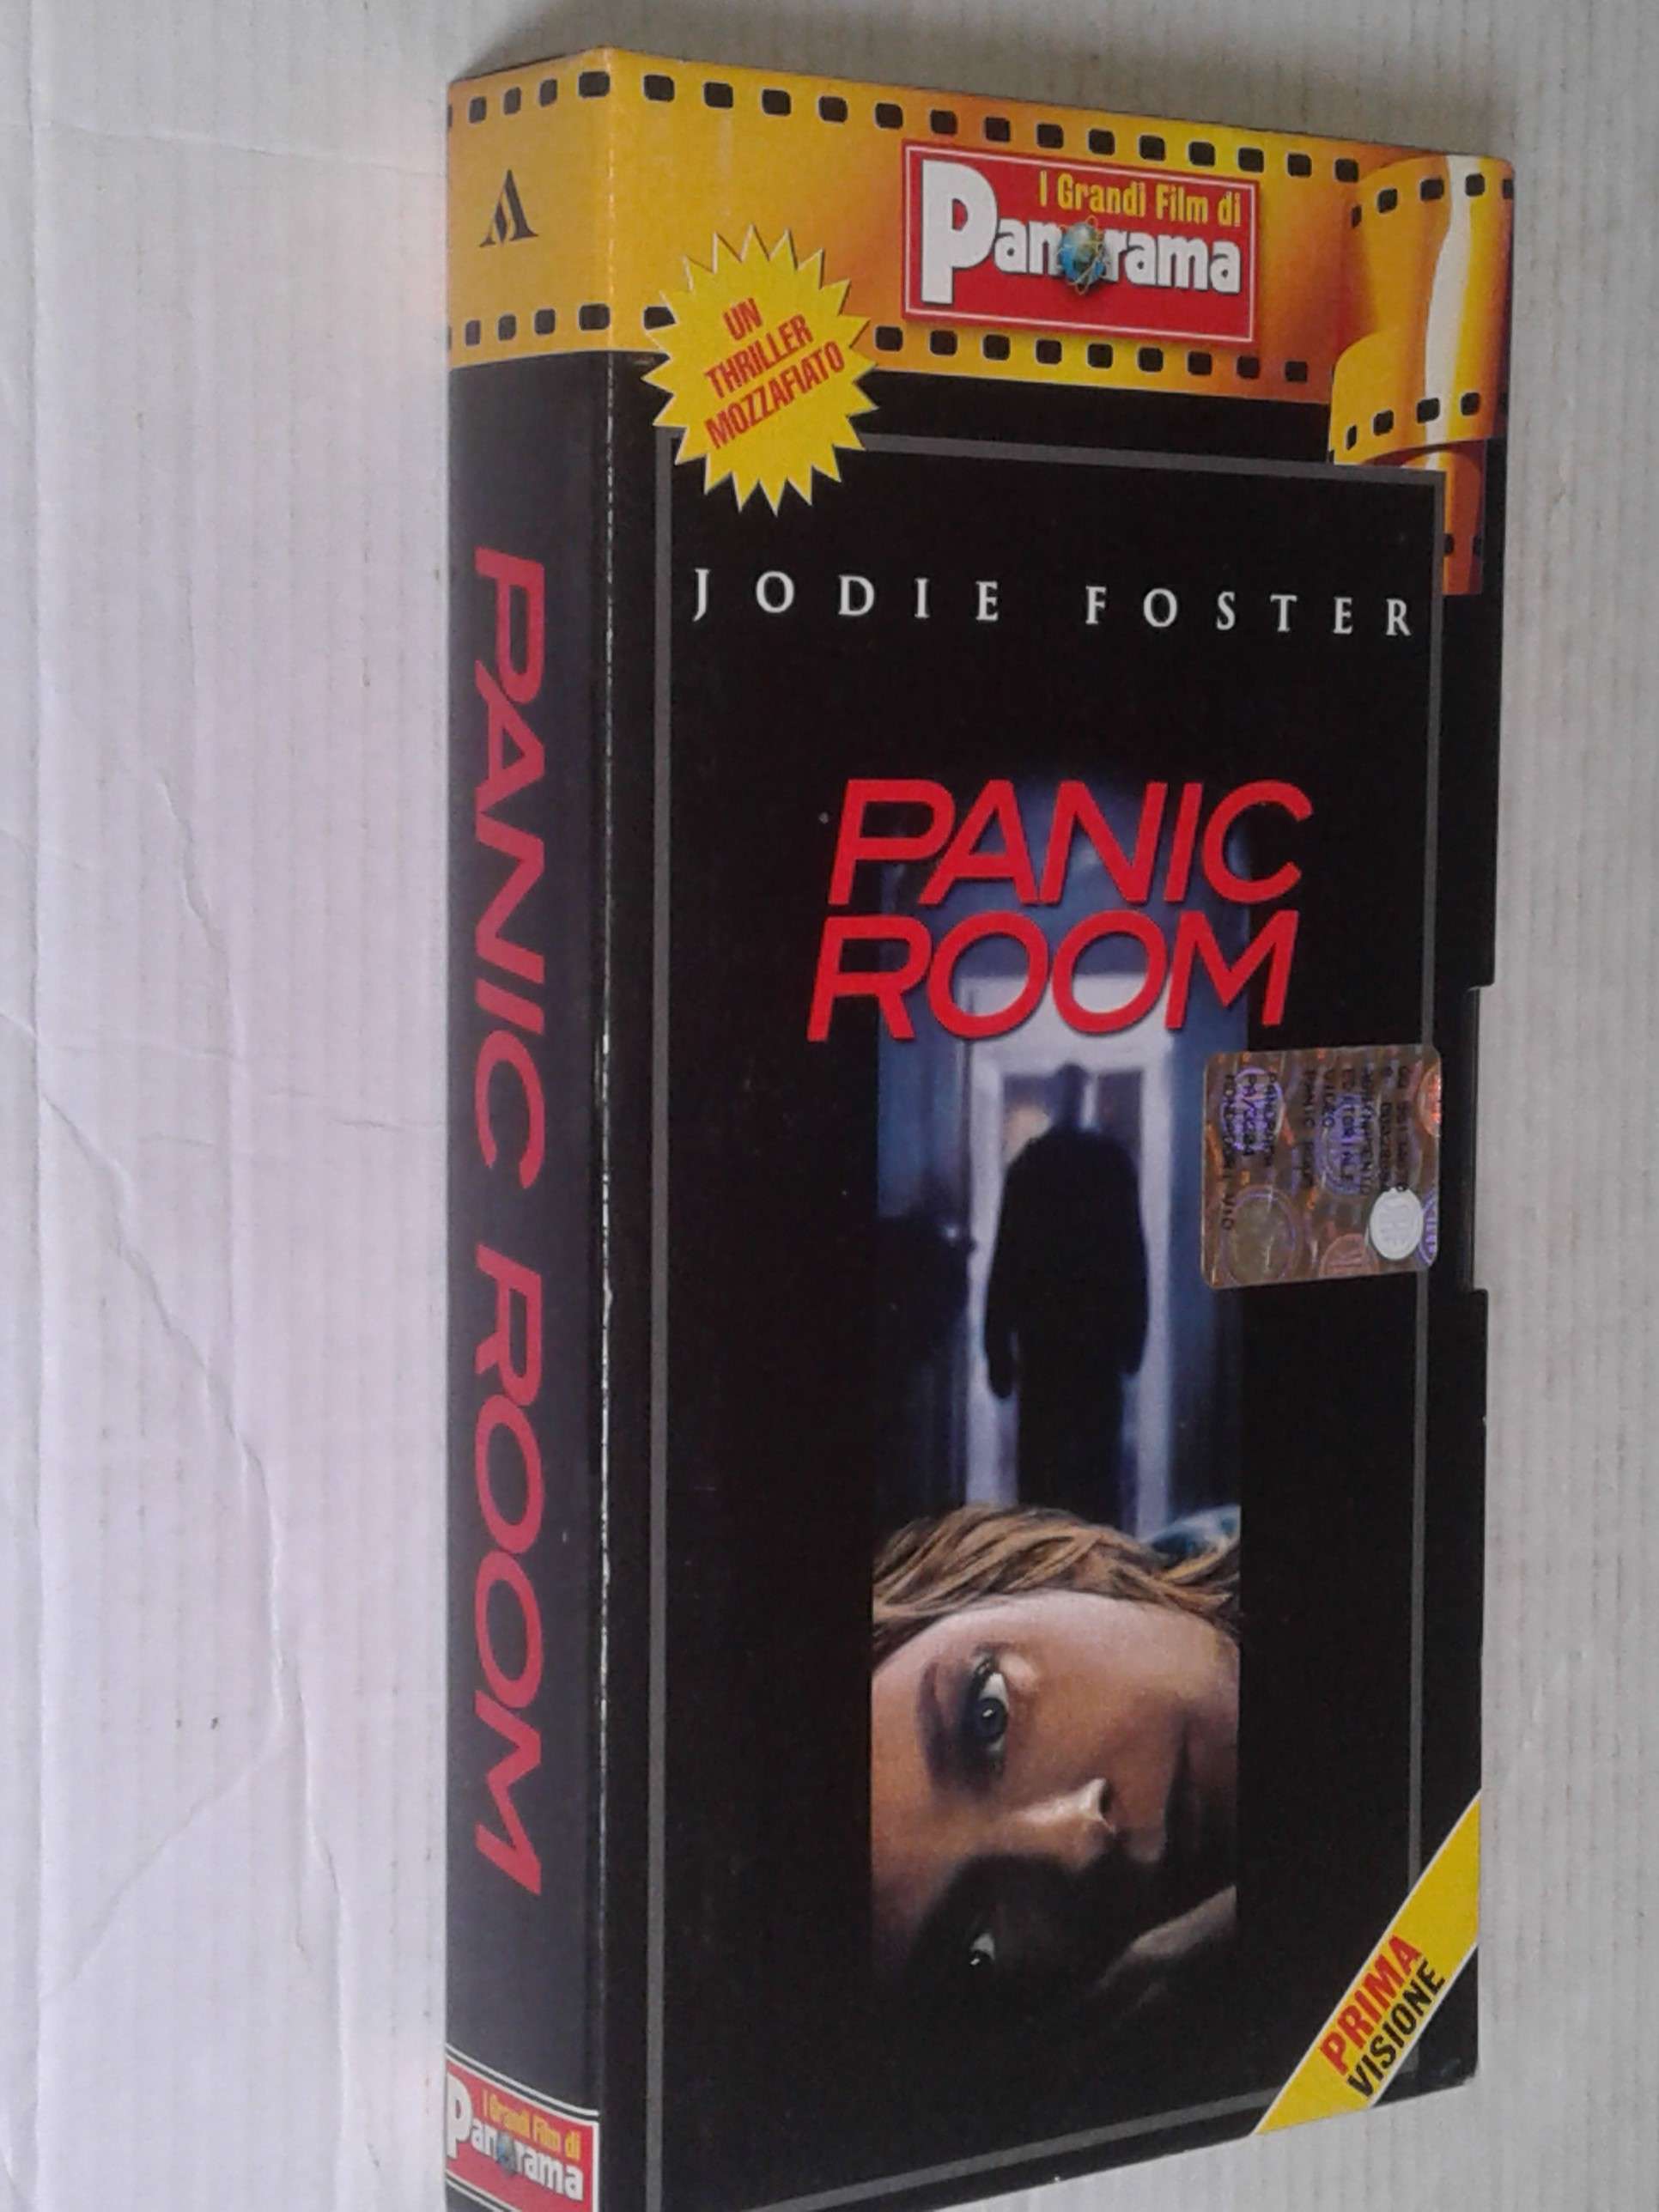 I Grandi Film di
Panorama
UN
THRILLER
MOZZAFIATO
JODIE FOSTER
PANIC
ROOM
PANIC ROOM
PRIMA
VISIONE
I Grandi Film di
Panorama